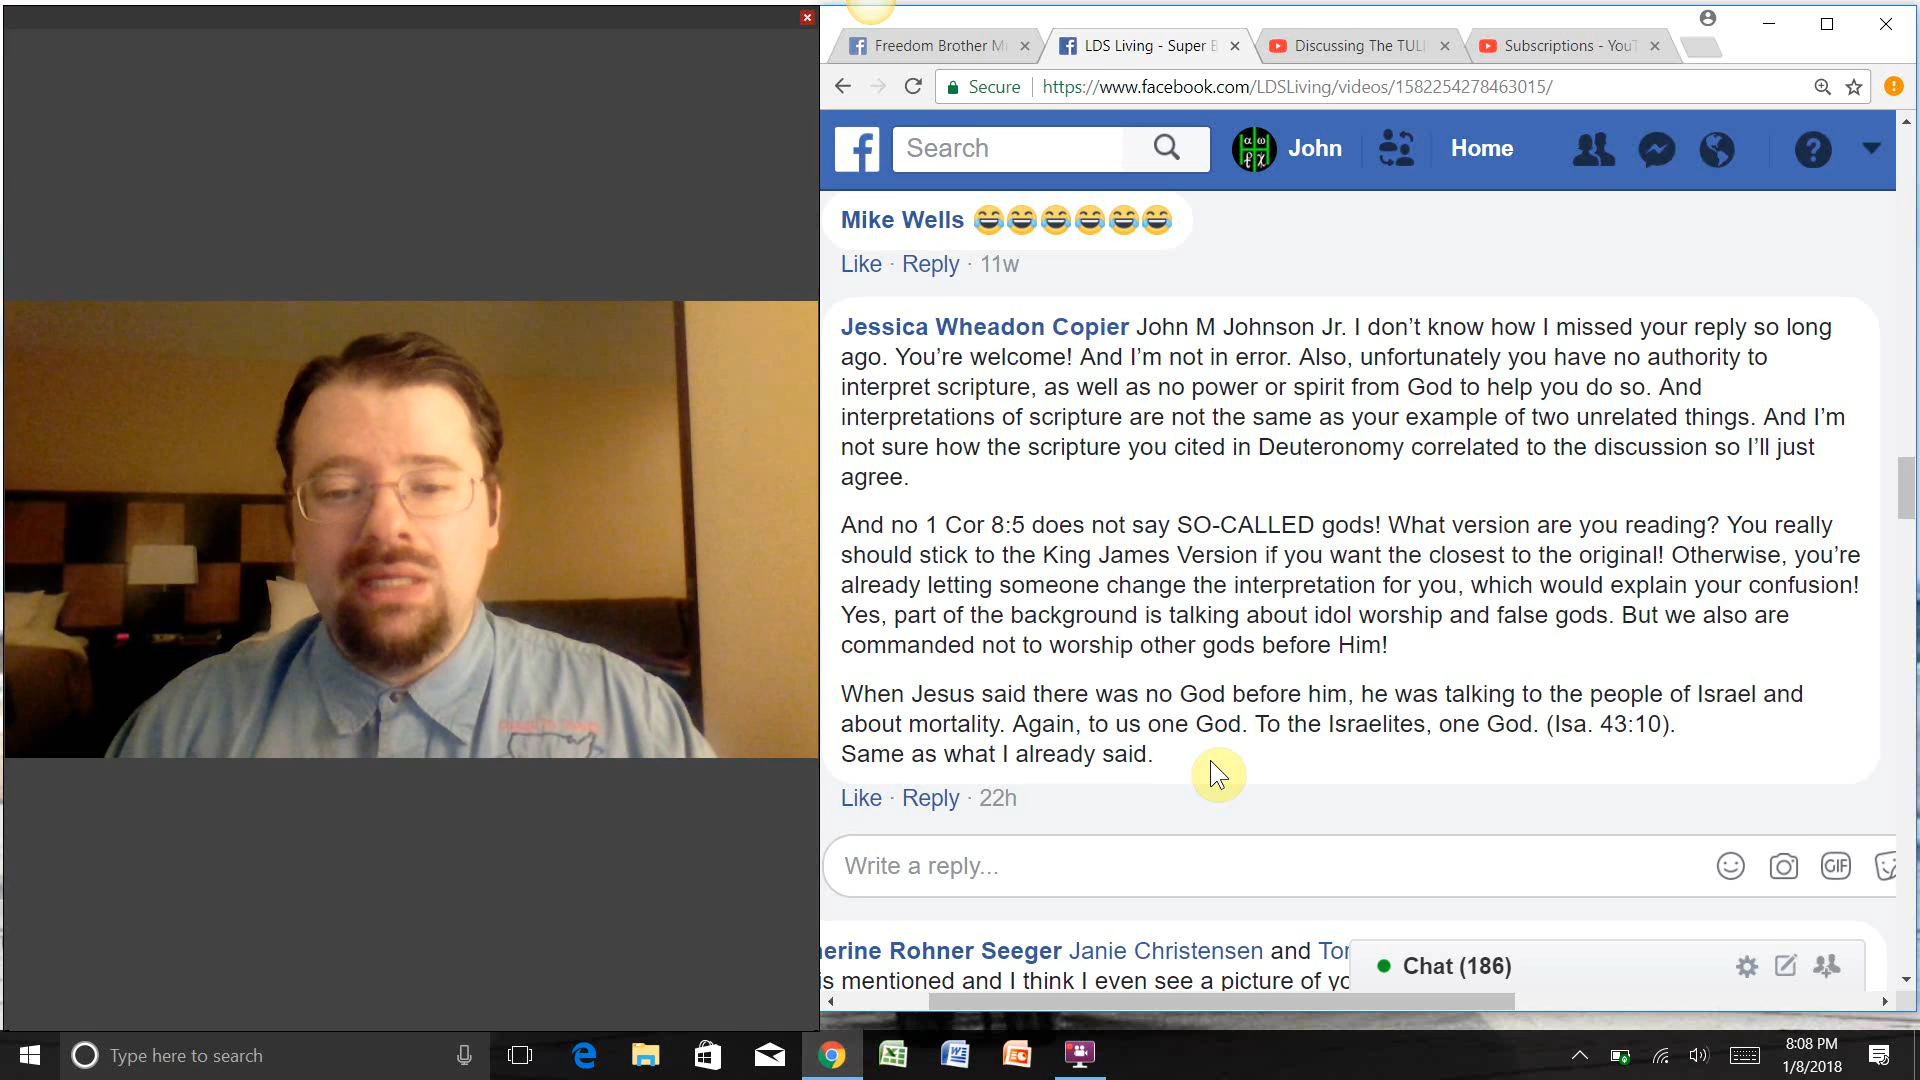 Freedom Brother M
LDS Living - Super B
Discussing The TULI
Subscriptions - YouT
Secure
https://www.facebook.com/LDSLiving/videos/1582254278463015/
Search
John
Home
Mike Wells 😂😂😂😂😂😂
Like · Reply · 11w
Jessica Wheadon Copier John M Johnson Jr. I don’t know how I missed your reply so long
ago. You’re welcome! And I’m not in error. Also, unfortunately you have no authority to
interpret scripture, as well as no power or spirit from God to help you do so. And
interpretations of scripture are not the same as your example of two unrelated things. And I’m
not sure how the scripture you cited in Deuteronomy correlated to the discussion so I’ll just
agree.
And no 1 Cor 8:5 does not say SO-CALLED gods! What version are you reading? You really
should stick to the King James Version if you want the closest to the original! Otherwise, you’re
already letting someone change the interpretation for you, which would explain your confusion!
Yes, part of the background is talking about idol worship and false gods. But we also are
commanded not to worship other gods before Him!
When Jesus said there was no God before him, he was talking to the people of Israel and
about mortality. Again, to us one God. To the Israelites, one God. (Isa. 43:10).
Same as what I already said.
Like · Reply · 22h
Write a reply...
GIF
herine Rohner Seeger Janie Christensen and Tor
is mentioned and I think I even see a picture of yo
Chat (186)
Type here to search
8:08 PM
1/8/2018